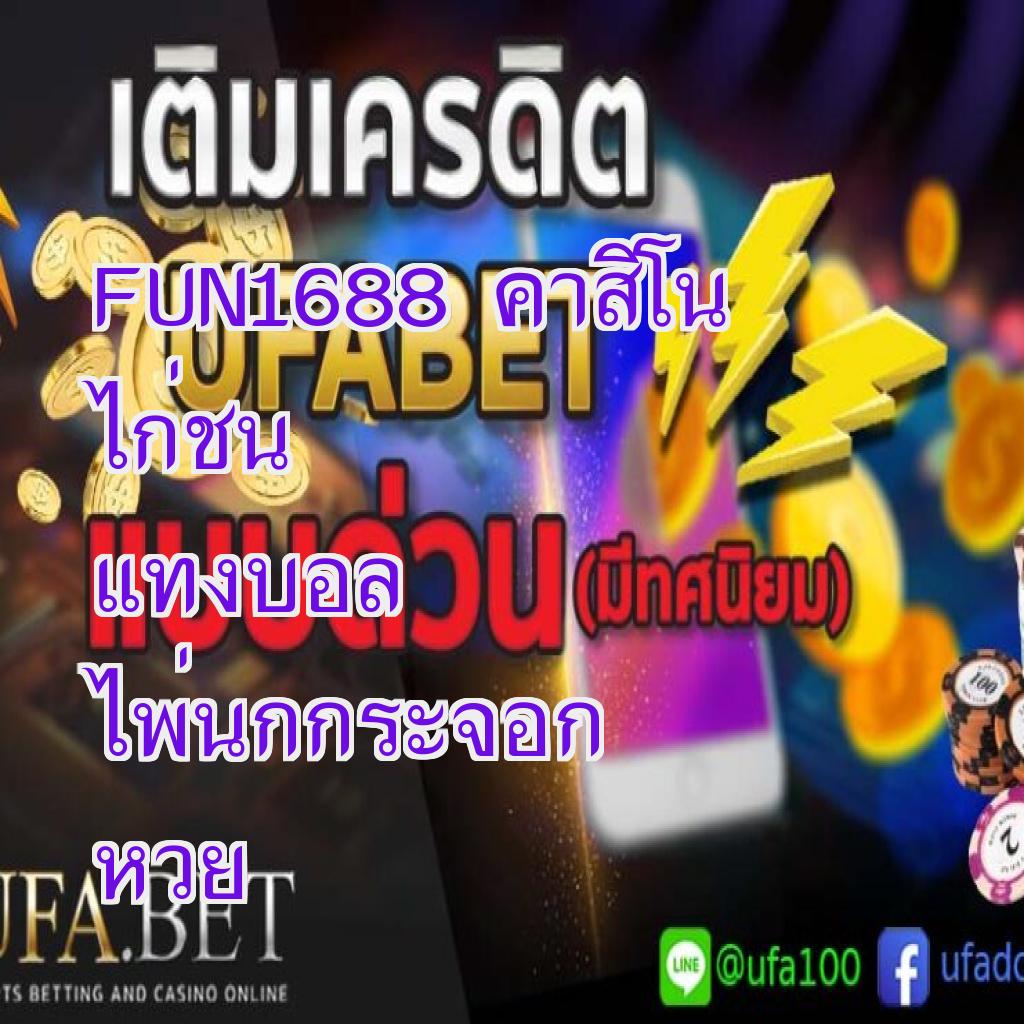 เติมเครดิต
UFABET
แบบด่วน (มีทศนิยม)
FUN1688 คาสิโน
ไก่ชน
แทงบอล
ไพ่นกกระจอก
หวย
UFA.BET
TS BETTING AND CASINO ONLINE
LINE @ufa100
100